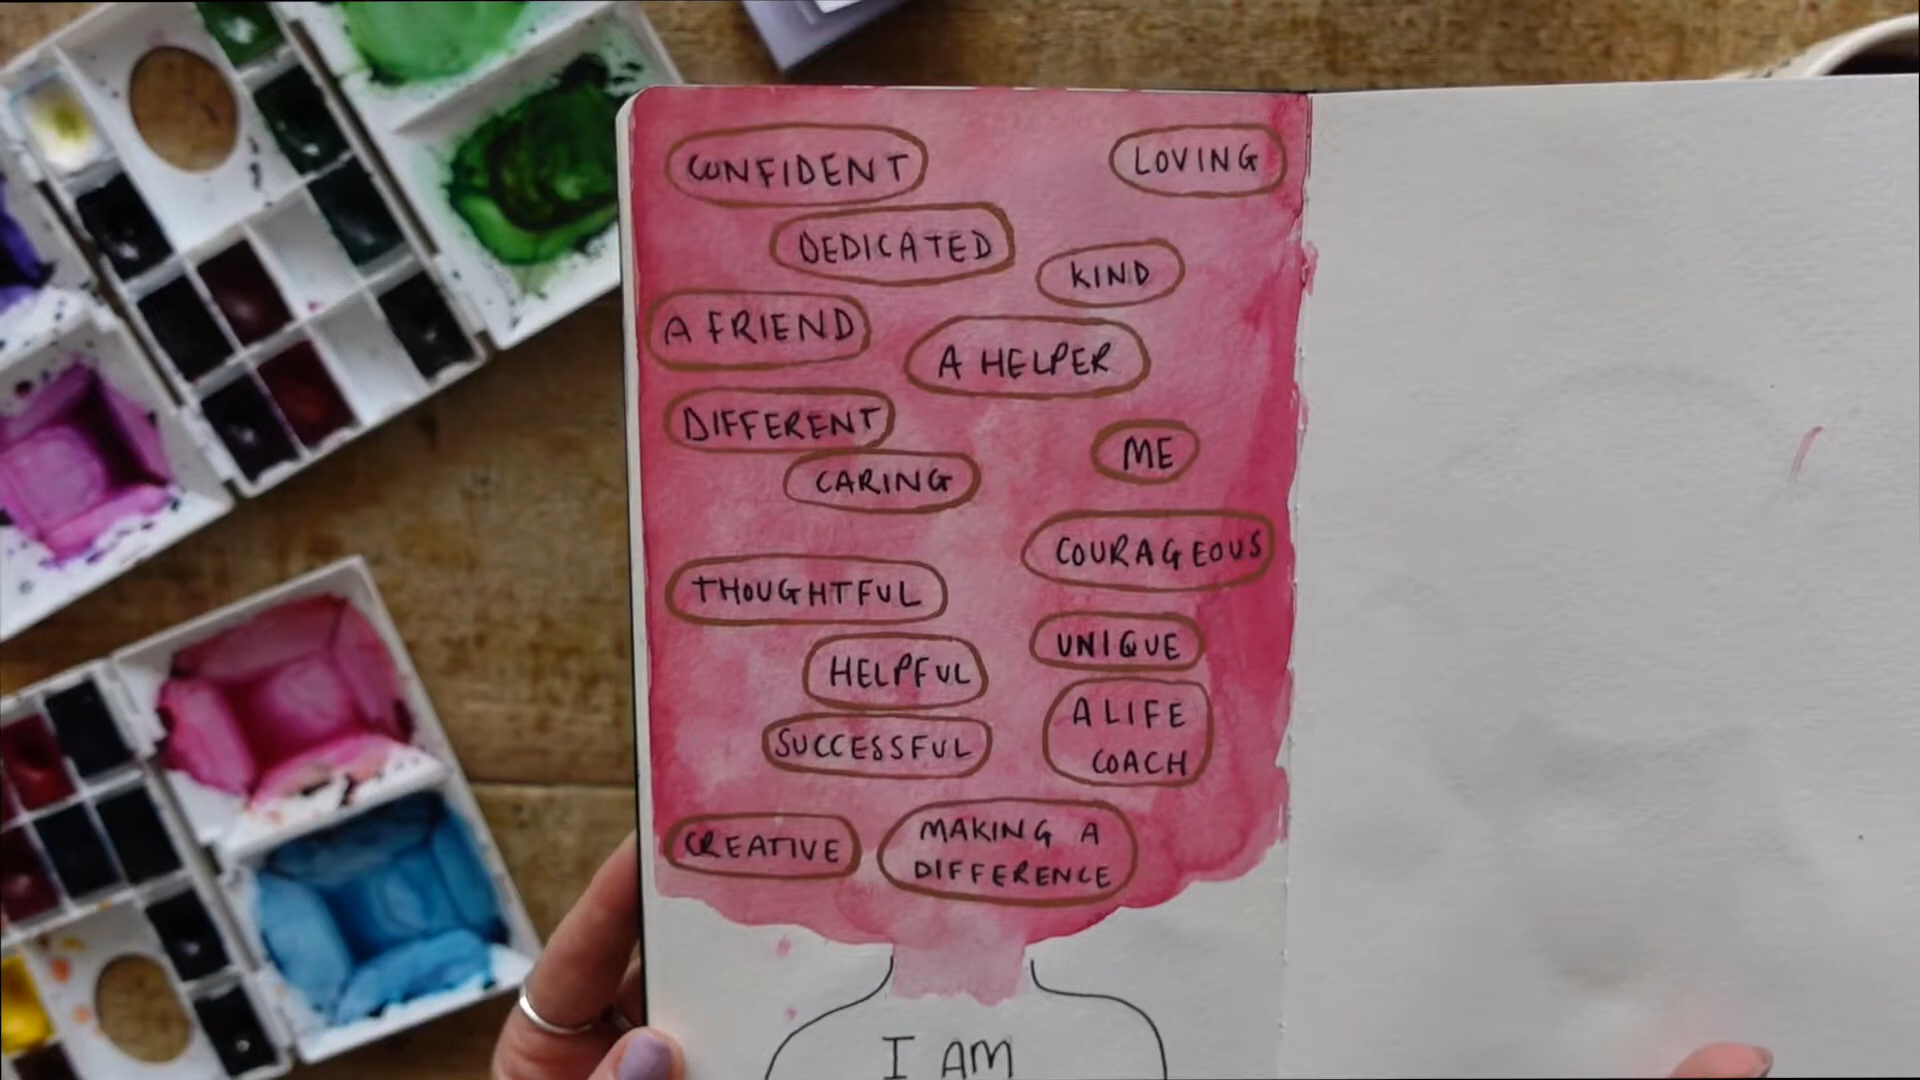 CONFIDENT
LOVING
DEDICATED
KIND
A FRIEND
A HELPER
DIFFERENT
ME
CARING
COURAGEOUS
THOUGHTFUL
UNIQUE
HELPFUL
A LIFE
COACH
SUCCESSFUL
CREATIVE
MAKING A
DIFFERENCE
I AM